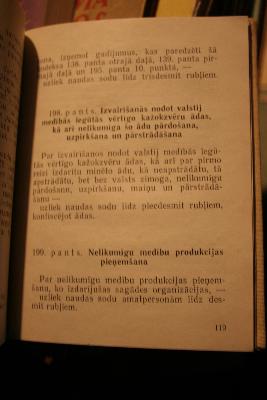 šana, izņemot gadījumus, kas paredzēti šā
kodeksa 138. panta otrajā daļā, 139. panta pir-
majā daļā un 195. panta 10. punktā, —
uzliek naudas sodu līdz trīsdesmit rubļiem.
198. pants. Izvairīšanās nodot valstij
medībās iegūtās vērtīgo kažokzvēru ādas,
kā arī nelikumīga šo ādu pārdošana,
uzpirkšana un pārstrādāšana
Par izvairīšanos nodot valstij medībās iegū-
tās vērtīgo kažokzvēru ādas, kā arī par pirmo
reizi izdarītu minēto ādu, kā neapstrādātu, tā
apstrādātu, bet bez valsts zīmoga, nelikumīgu
pārdošanu, uzpirkšanu, maiņu un pārstrādā-
šanu —
uzliek naudas sodu līdz piecdesmit rubļiem,
konfiscējot ādas.
199. pants. Nelikumīgu medību produkcijas
pieņemšana
Par nelikumīgu medību produkcijas pieņem-
šanu, ko izdarījušas sagādes organizācijas, —
uzliek naudas sodu amatpersonām līdz des-
mit rubļiem.
119